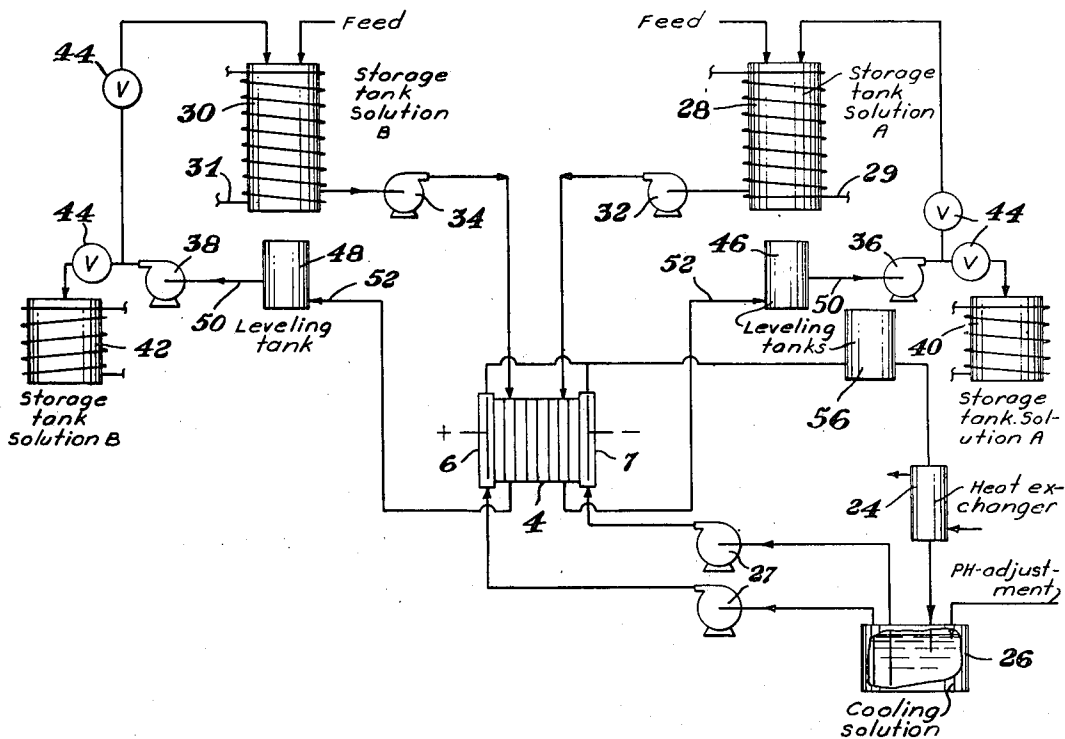 Feed
Feed
44
V
Storage
tank
Solution
B
30
31
34
28
Storage
tank
Solution
A
29
32
44
V
44
V
38
48
52
50
Leveling
tank
42
Storage
tank
Solution B
46
36
V
44
52
50
Leveling
tanks
40
56
Storage
tank. Sol-
ution A
+
6
4
7
−
24
Heat ex-
changer
27
27
PH-adjust-
ment
26
Cooling
solution